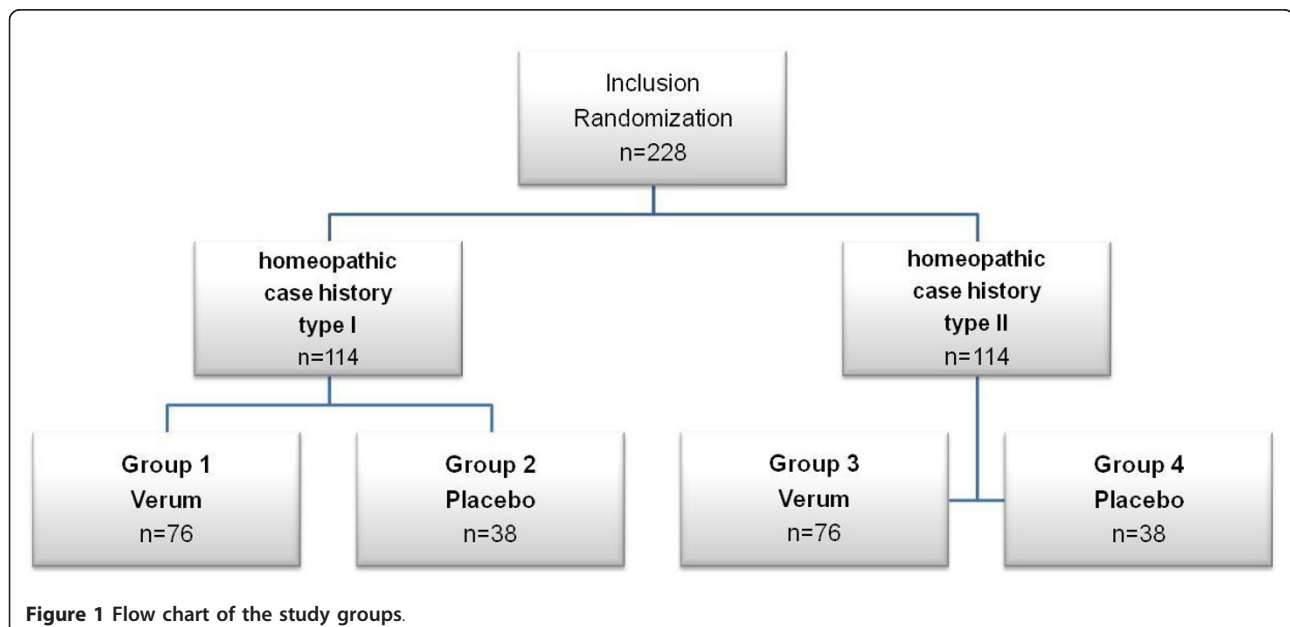 Inclusion
Randomization
n=228
homeopathic
case history
type I
n=114
homeopathic
case history
type II
n=114
Group 1
Verum
n=76
Group 2
Placebo
n=38
Group 3
Verum
n=76
Group 4
Placebo
n=38
Figure 1 Flow chart of the study groups.